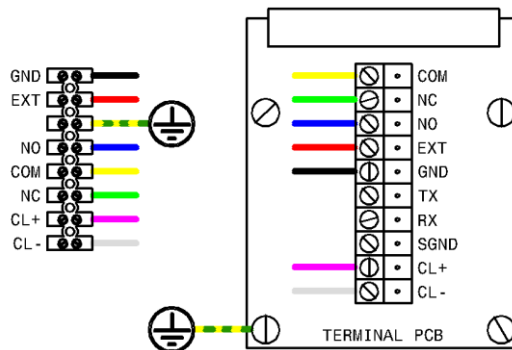 GND
EXT
NO
COM
NC
CL+
CL-
COM
NC
NO
EXT
GND
TX
RX
SGND
CL+
CL-
TERMINAL PCB